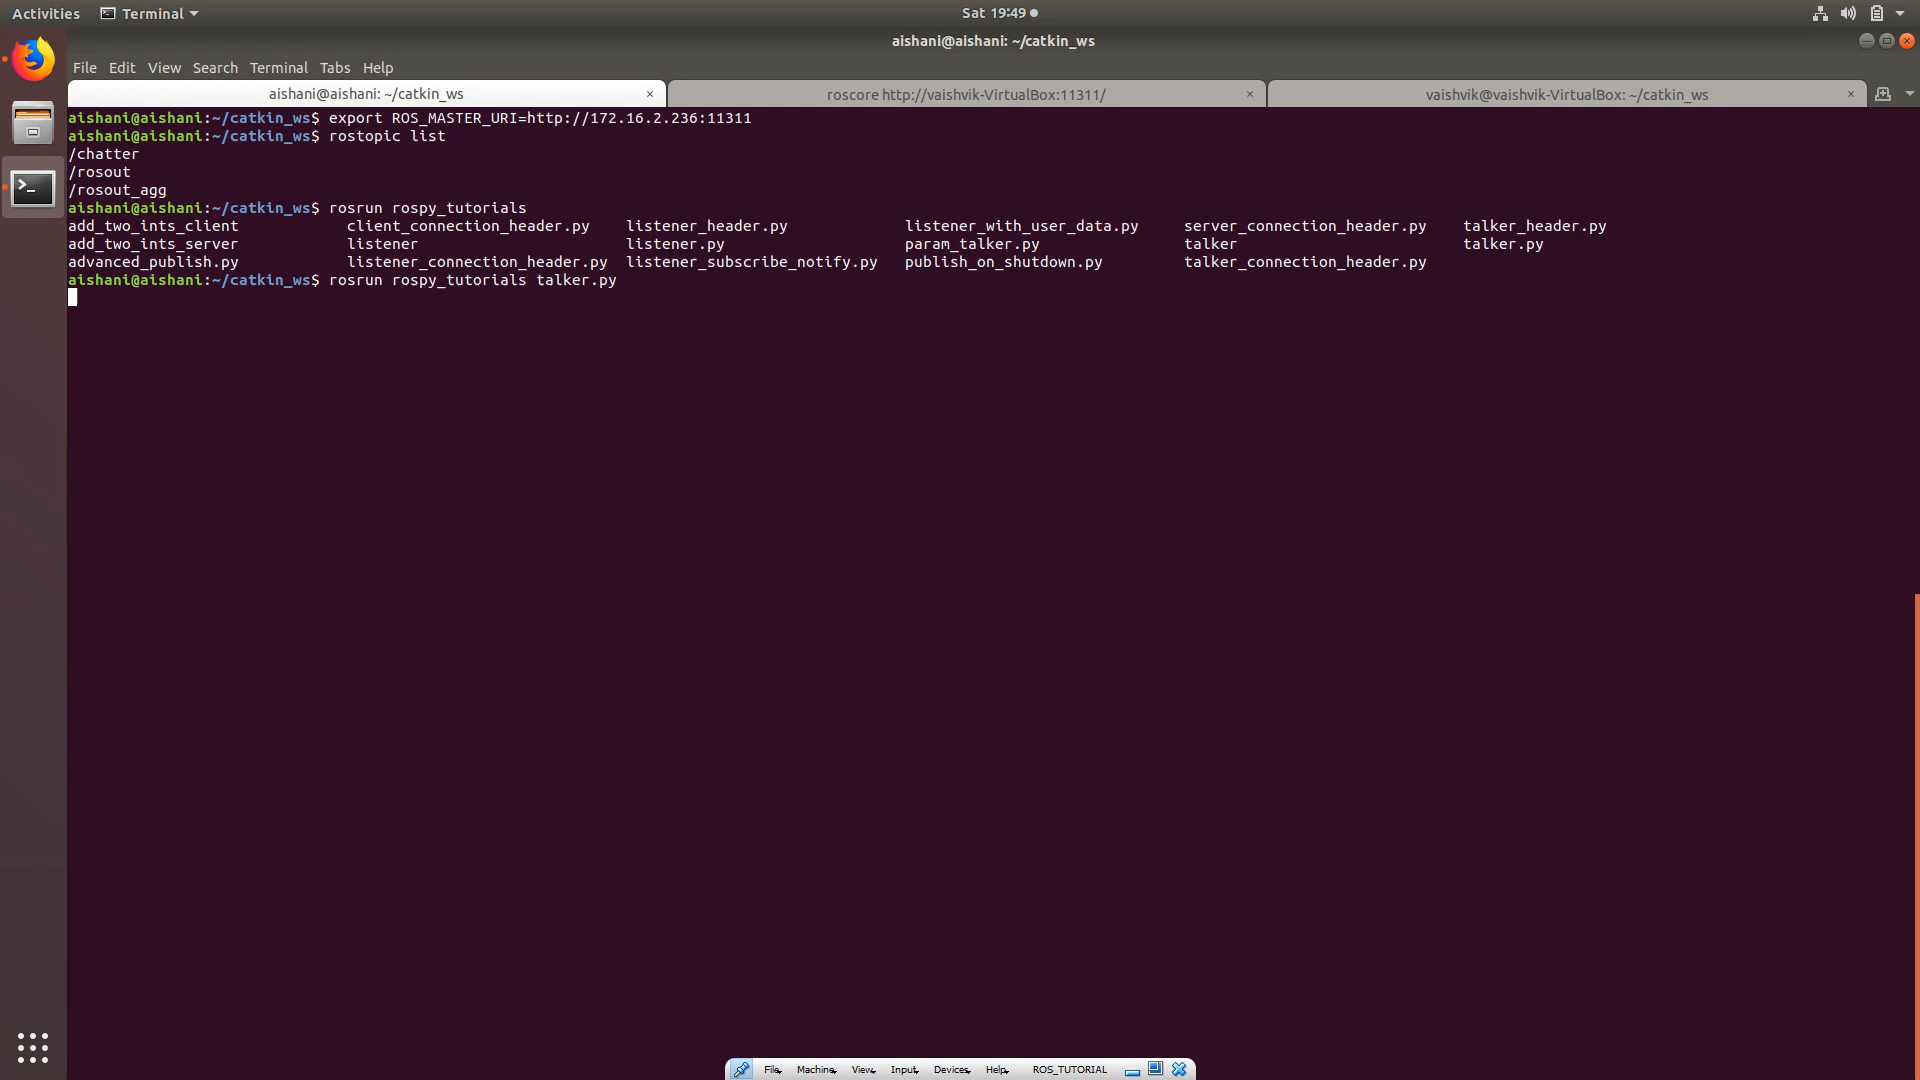 Activities Terminal Sat 19:49
aishani@aishani: ~/catkin_ws
File Edit View Search Terminal Tabs Help
aishani@aishani: ~/catkin_ws × roscore http://vaishvik-VirtualBox:11311/ × vaishvik@vaishvik-VirtualBox: ~/catkin_ws ×
aishani@aishani:~/catkin_ws$ export ROS_MASTER_URI=http://172.16.2.236:11311
aishani@aishani:~/catkin_ws$ rostopic list
/chatter
/rosout
/rosout_agg
aishani@aishani:~/catkin_ws$ rosrun rospy_tutorials
add_two_ints_client client_connection_header.py listener_header.py listener_with_user_data.py server_connection_header.py talker_header.py
add_two_ints_server listener listener.py param_talker.py talker talker.py
advanced_publish.py listener_connection_header.py listener_subscribe_notify.py publish_on_shutdown.py talker_connection_header.py
aishani@aishani:~/catkin_ws$ rosrun rospy_tutorials talker.py
File Machine View Input Devices Help ROS_TUTORIAL